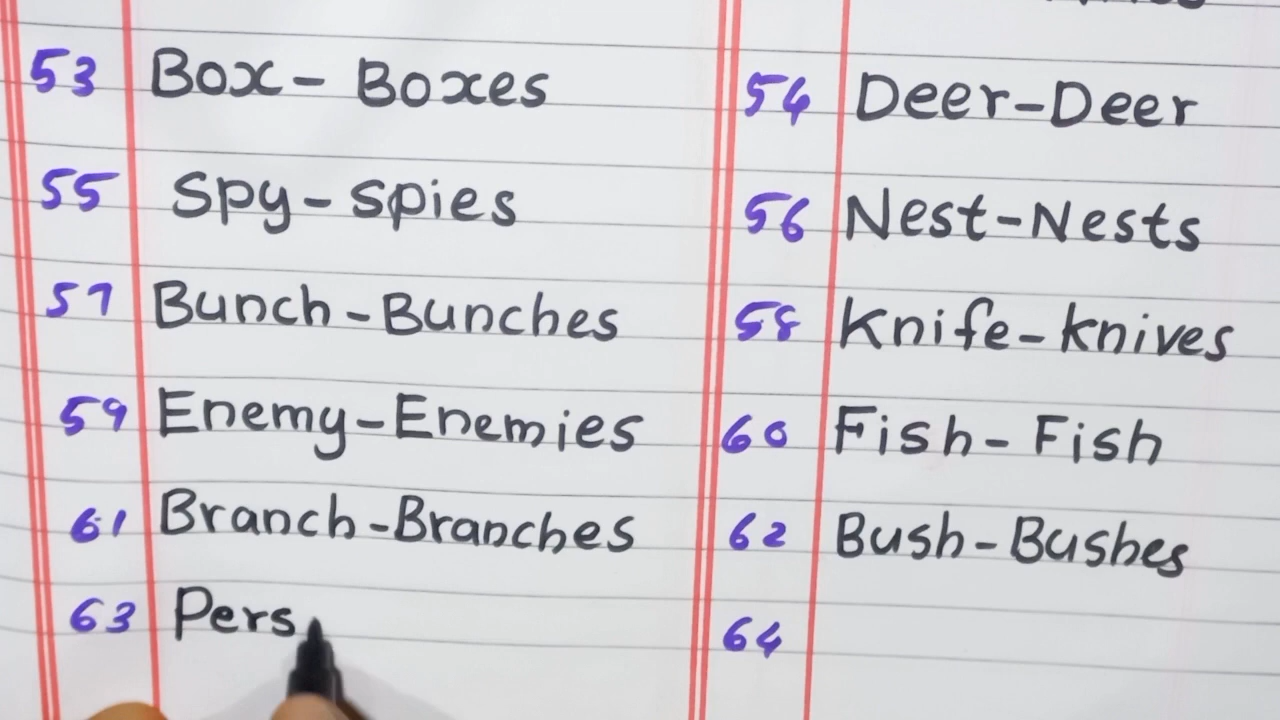 53 Box - Boxes
54 Deer - Deer
55 Spy - spies
56 Nest - Nests
57 Bunch - Bunches
58 Knife - knives
59 Enemy - Enemies
60 Fish - Fish
61 Branch - Branches
62 Bush - Bushes
63 Pers
64